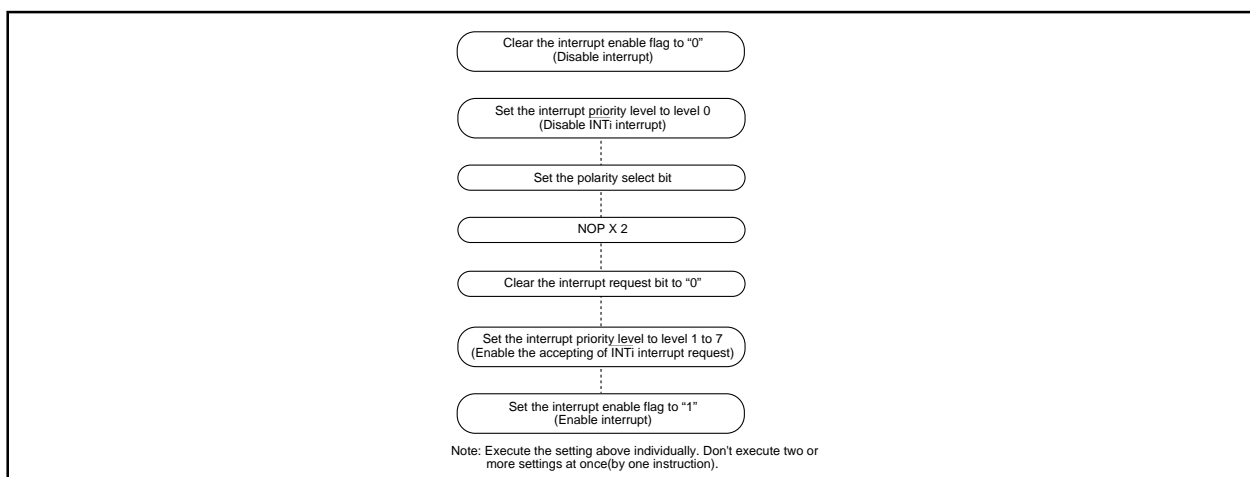 Clear the interrupt enable flag to “0”
(Disable interrupt)
Set the interrupt priority level to level 0
(Disable INTi interrupt)
Set the polarity select bit
NOP X 2
Clear the interrupt request bit to “0”
Set the interrupt priority level to level 1 to 7
(Enable the accepting of INTi interrupt request)
Set the interrupt enable flag to “1”
(Enable interrupt)
Note: Execute the setting above individually. Don’t execute two or
more settings at once(by one instruction).